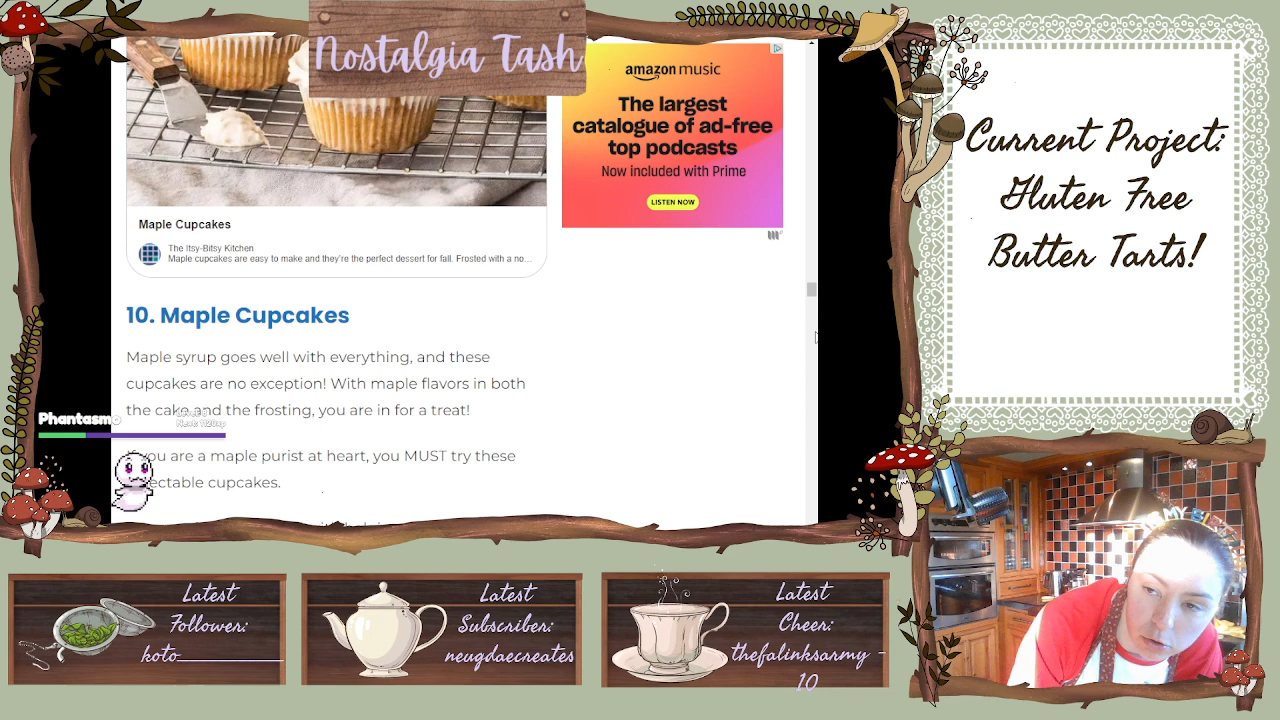 Nostalgia Tash
amazon music
The largest
catalogue of ad-free
top podcasts
Now included with Prime
LISTEN NOW
Maple Cupcakes
The Itsy-Bitsy Kitchen
Maple cupcakes are easy to make and they're the perfect dessert for fall. Frosted with a no...
10. Maple Cupcakes
Maple syrup goes well with everything, and these
cupcakes are no exception! With maple flavors in both
the cake and the frosting, you are in for a treat!
you are a maple purist at heart, you MUST try these
ectable cupcakes.
Phantasmo
Next: 1120xp
Current Project:
Gluten Free
Butter Tarts!
Latest
Follower:
koto__________
Latest
Subscriber:
neugdaecreates
Latest
Cheer:
thefalinksarmy -
10